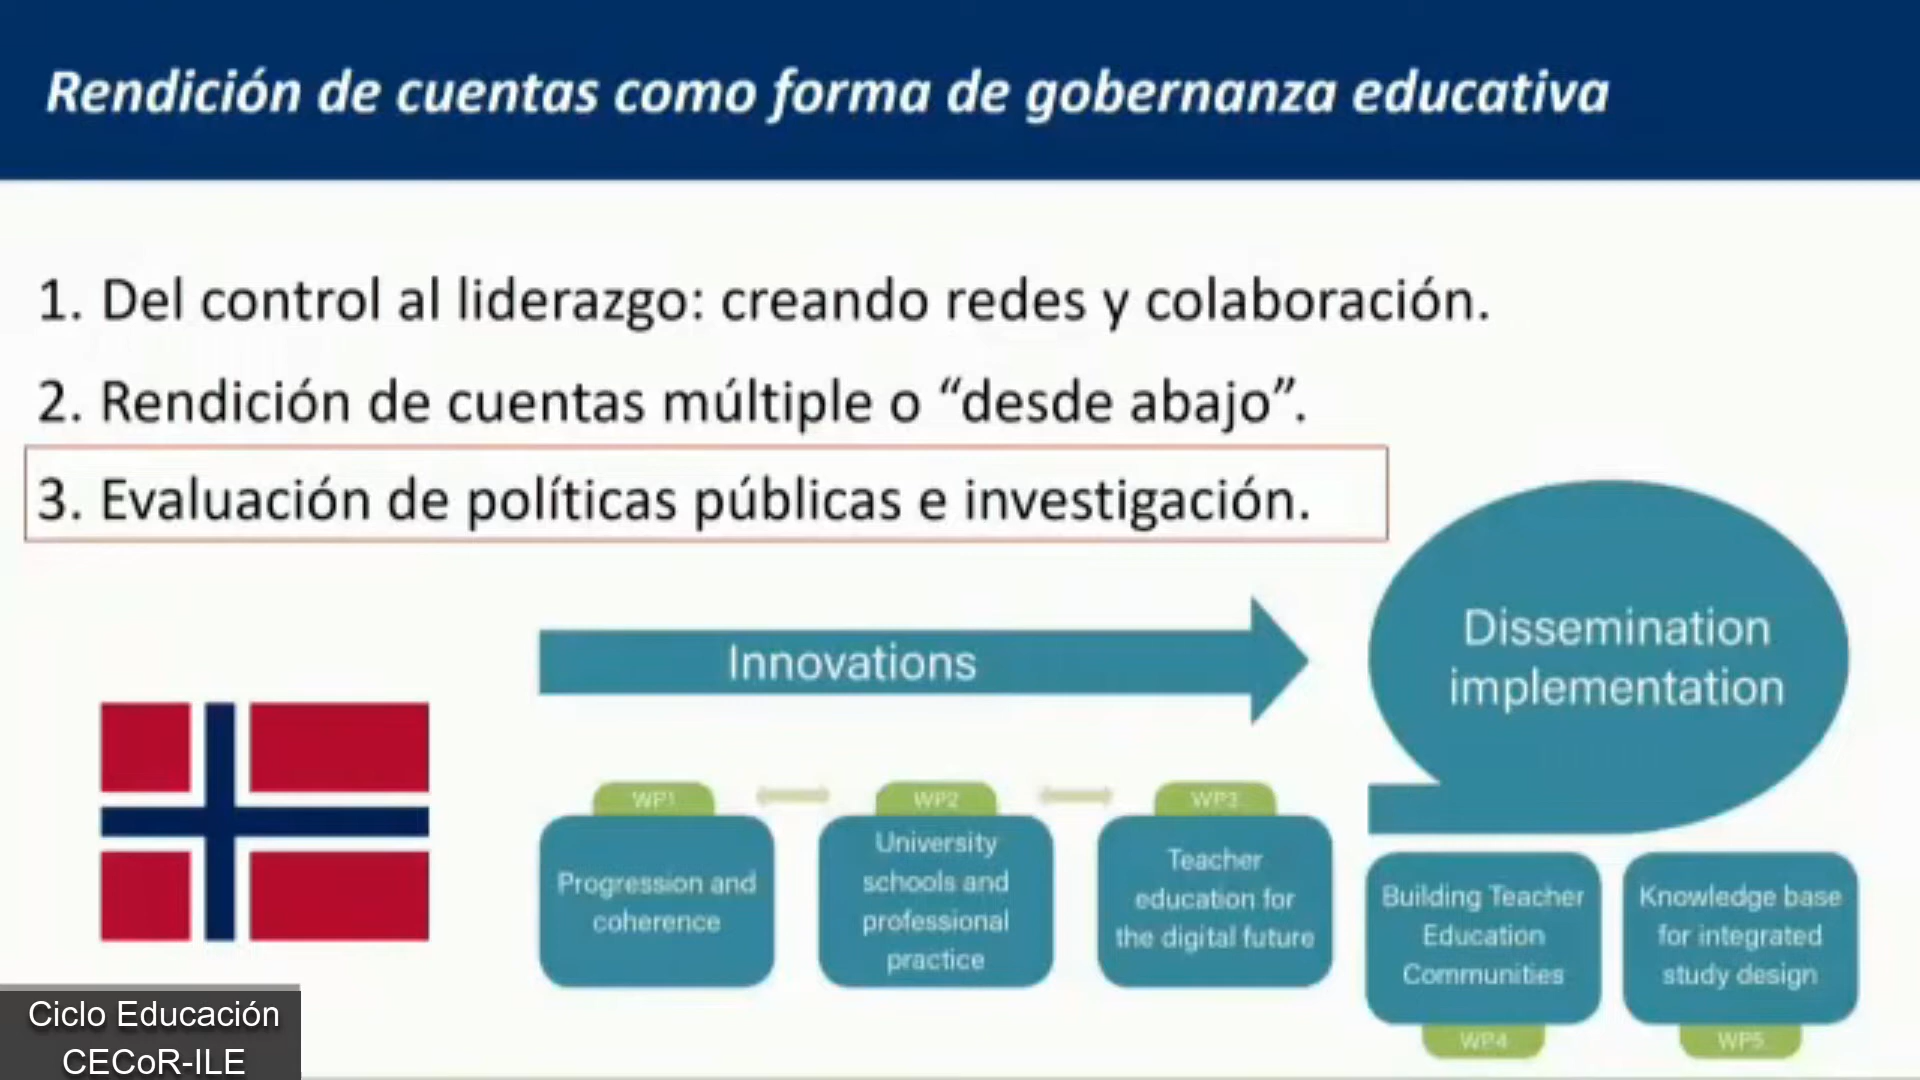 Rendición de cuentas como forma de gobernanza educativa
1. Del control al liderazgo: creando redes y colaboración.
2. Rendición de cuentas múltiple o “desde abajo”.
3. Evaluación de políticas públicas e investigación.
Innovations
Dissemination
implementation
WP1
Progression and
coherence
WP2
University
schools and
professional
practice
WP3
Teacher
education for
the digital future
Building Teacher
Education
Communities
WP4
Knowledge base
for integrated
study design
WP5
Ciclo Educación
CECoR-ILE